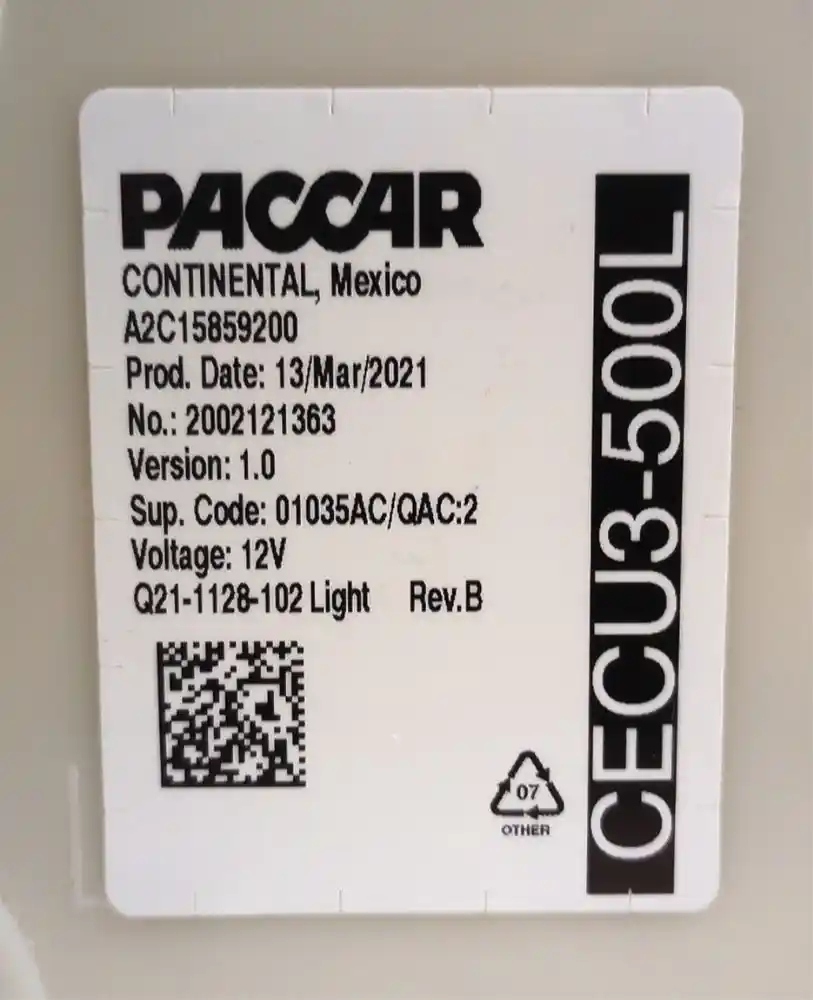 PACCAR
CONTINENTAL, Mexico
A2C15859200
Prod. Date: 13/Mar/2021
No.: 2002121363
Version: 1.0
Sup. Code: 01035AC/QAC:2
Voltage: 12V
Q21-1128-102 Light Rev.B
07
OTHER
CECU3-500L